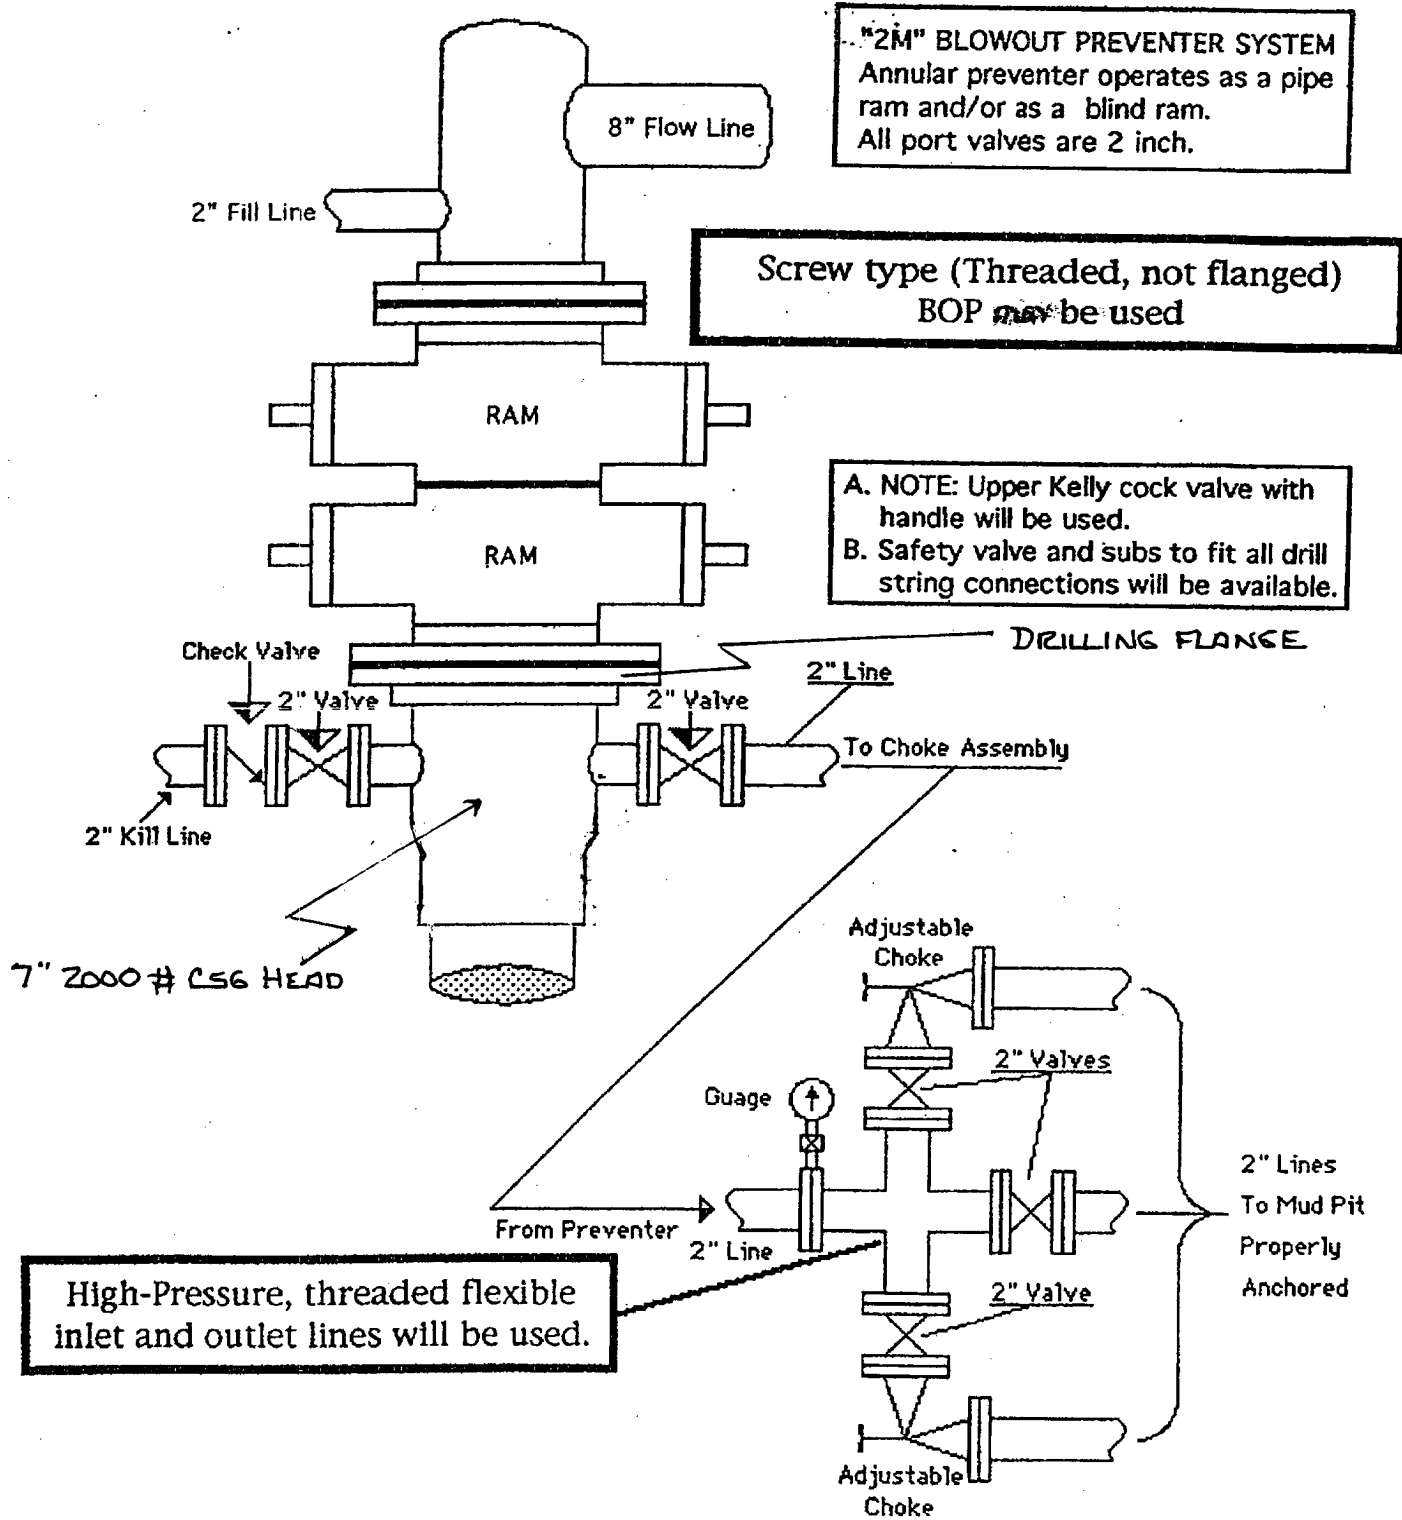 "2M" BLOWOUT PREVENTER SYSTEM
Annular preventer operates as a pipe
ram and/or as a blind ram.
All port valves are 2 inch.
8" Flow Line
2" Fill Line
Screw type (Threaded, not flanged)
BOP may be used
RAM
A. NOTE: Upper Kelly cock valve with
handle will be used.
B. Safety valve and subs to fit all drill
string connections will be available.
RAM
DRILLING FLANGE
Check Valve
2" Valve
2" Valve
2" Line
To Choke Assembly
2" Kill Line
7" 2000 # CSG HEAD
Adjustable
Choke
2" Valves
Guage
From Preventer
2" Line
2" Lines
To Mud Pit
Properly
Anchored
High-Pressure, threaded flexible
inlet and outlet lines will be used.
2" Valve
Adjustable
Choke